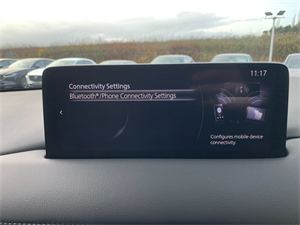 11:17
Connectivity Settings
Bluetooth®/Phone Connectivity Settings
Configures mobile device
connectivity.